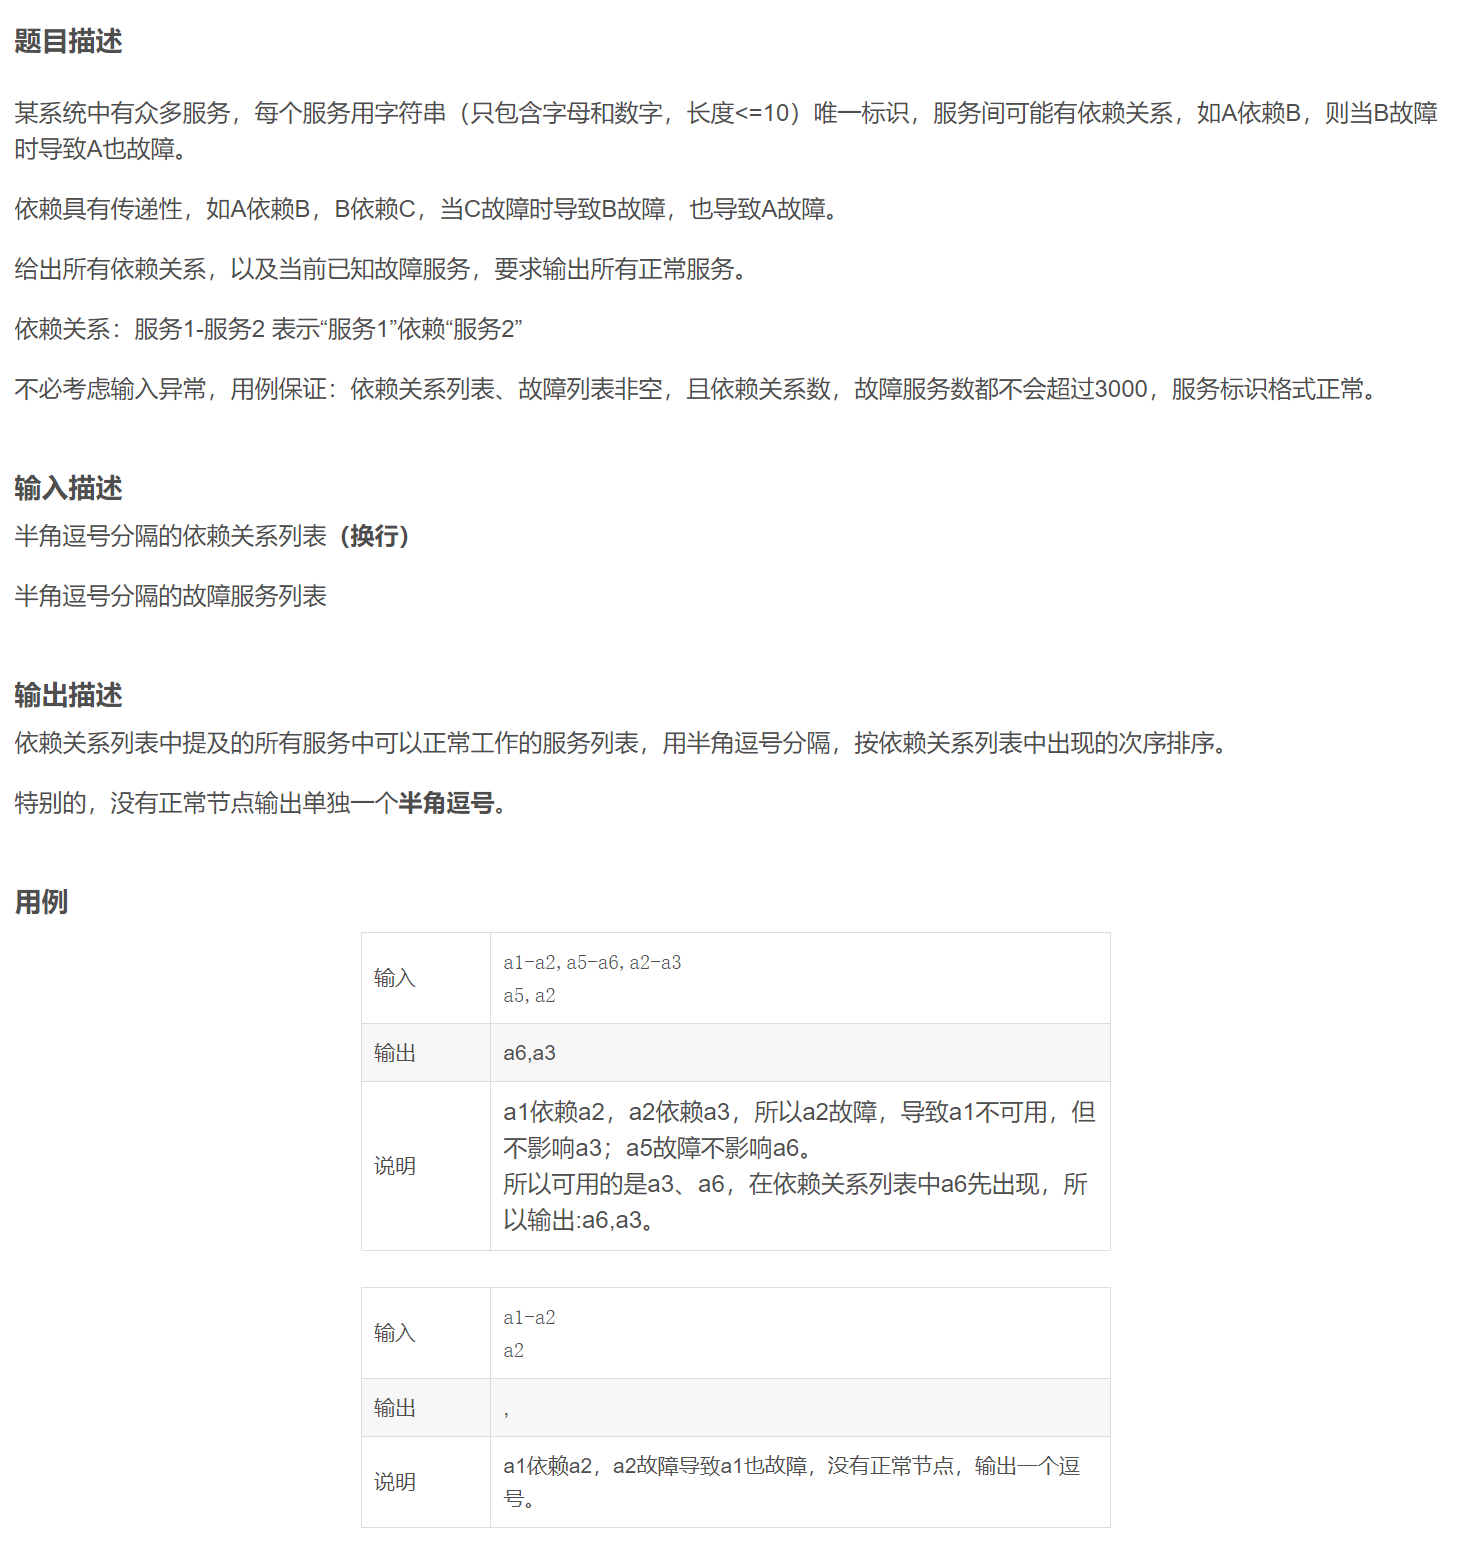 题目描述
某系统中有众多服务，每个服务用字符串（只包含字母和数字，长度<=10）唯一标识，服务间可能有依赖关系，如A依赖B，则当B故障
时导致A也故障。
依赖具有传递性，如A依赖B，B依赖C，当C故障时导致B故障，也导致A故障。
给出所有依赖关系，以及当前已知故障服务，要求输出所有正常服务。
依赖关系：服务1-服务2 表示“服务1”依赖“服务2”
不必考虑输入异常，用例保证：依赖关系列表、故障列表非空，且依赖关系数，故障服务数都不会超过3000，服务标识格式正常。
输入描述
半角逗号分隔的依赖关系列表（换行）
半角逗号分隔的故障服务列表
输出描述
依赖关系列表中提及的所有服务中可以正常工作的服务列表，用半角逗号分隔，按依赖关系列表中出现的次序排序。
特别的，没有正常节点输出单独一个半角逗号。
用例
输入
a1-a2,a5-a6,a2-a3
a5,a2
输出
a6,a3
说明
a1依赖a2，a2依赖a3，所以a2故障，导致a1不可用，但
不影响a3；a5故障不影响a6。
所以可用的是a3、a6，在依赖关系列表中a6先出现，所
以输出:a6,a3。
输入
a1-a2
a2
输出
,
说明
a1依赖a2，a2故障导致a1也故障，没有正常节点，输出一个逗
号。